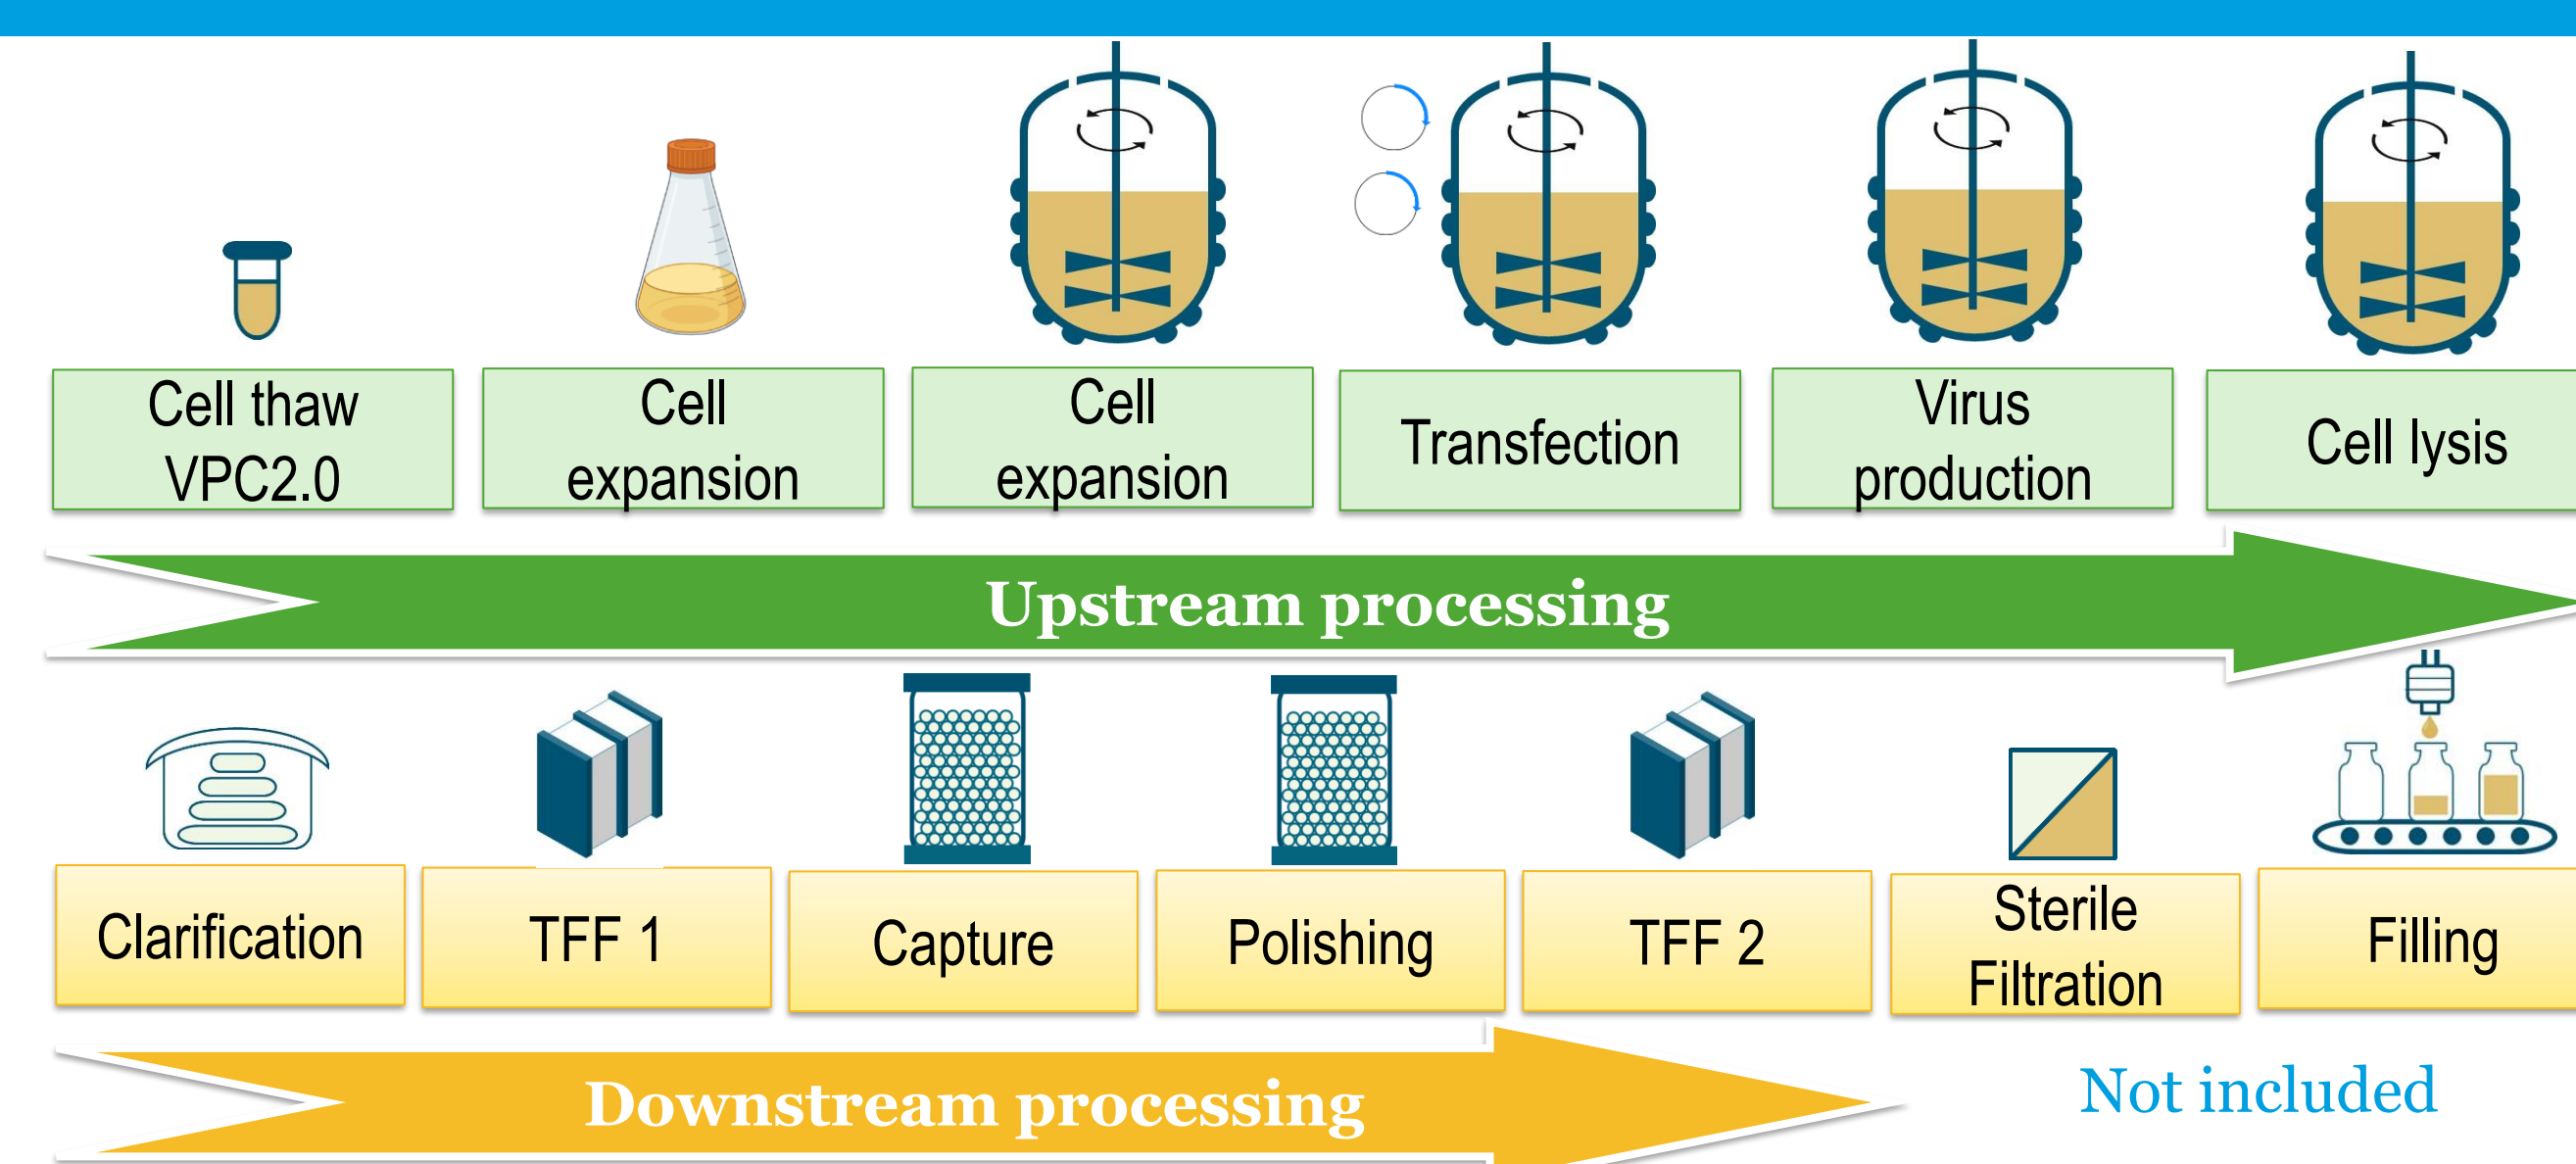 Cell thaw
VPC2.0
Cell
expansion
Cell
expansion
Transfection
Virus
production
Cell lysis
Upstream processing
Clarification
TFF 1
Capture
Polishing
TFF 2
Sterile
Filtration
Filling
Downstream processing
Not included